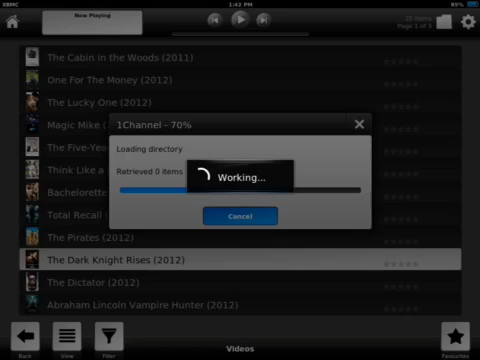 XBMC
1:42 PM
85%
Now Playing
25 items
Page 1 of 3
The Cabin in the Woods (2011)
One For The Money (2012)
The Lucky One (2012)
Magic Mike (
1Channel - 70%
The Five-Yea
Loading directory
Think Like a
Retrieved 0 items
Working...
Bachelorette
Total Recall
Cancel
The Pirates (2012)
The Dark Knight Rises (2012)
The Dictator (2012)
Abraham Lincoln Vampire Hunter (2012)
Back
View
Filter
Videos
Favourites